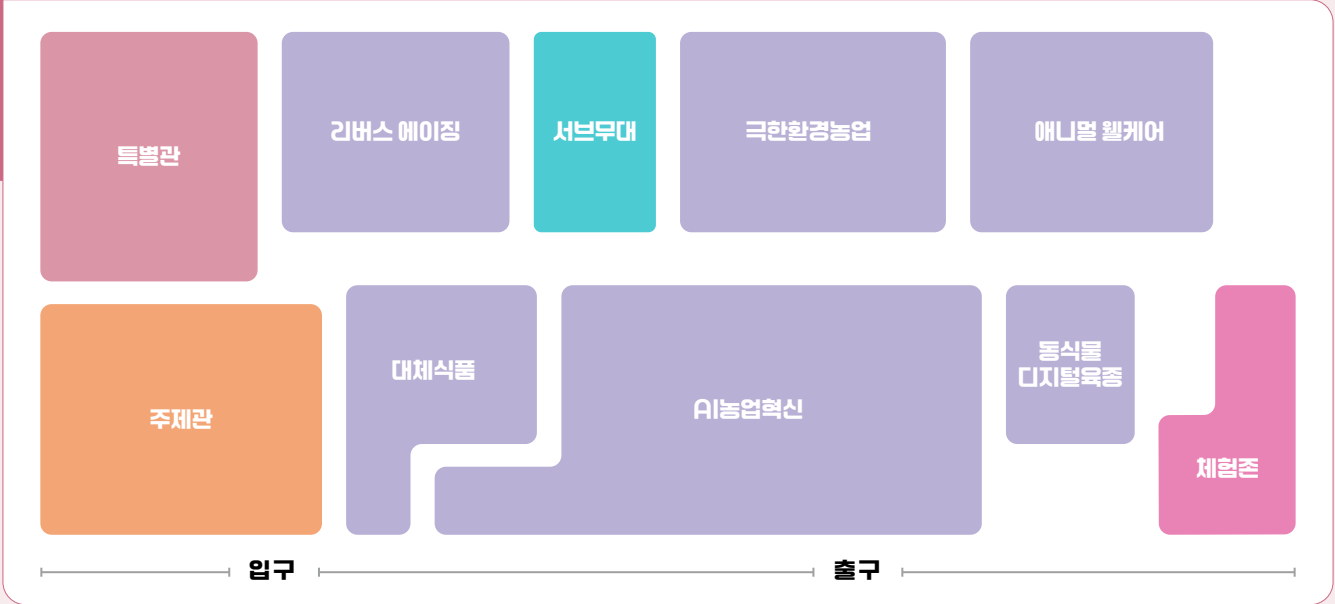 특별관
리버스 에이징
서브무대
극한환경농업
애니멀 웰케어
주제관
대체식품
AI농업혁신
동식물
디지털육종
체험존
입구
출구